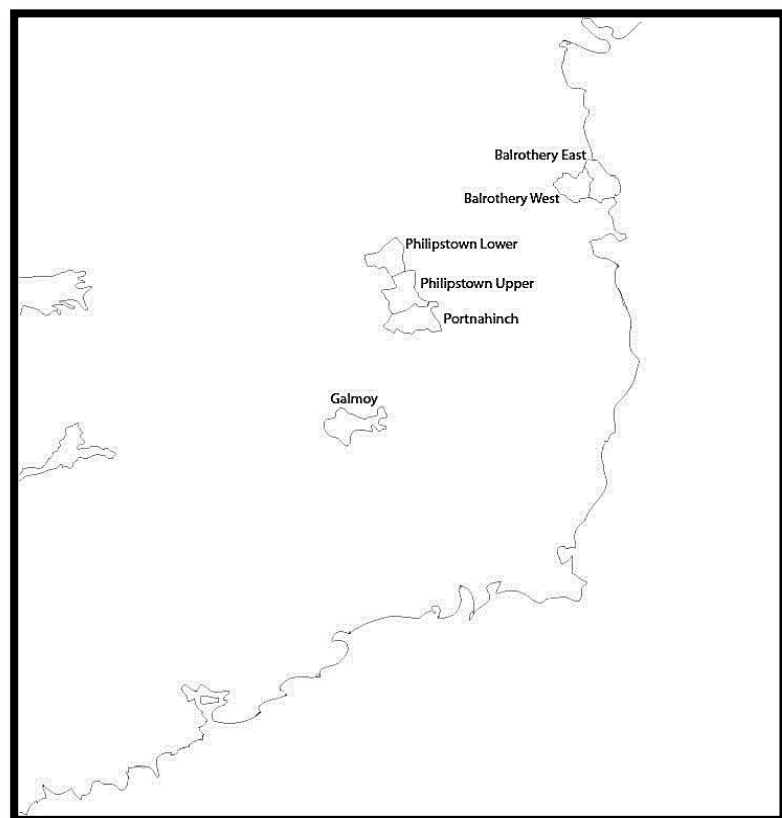 Balrothery East
Balrothery West
Philipstown Lower
Philipstown Upper
Portnahinch
Galmoy